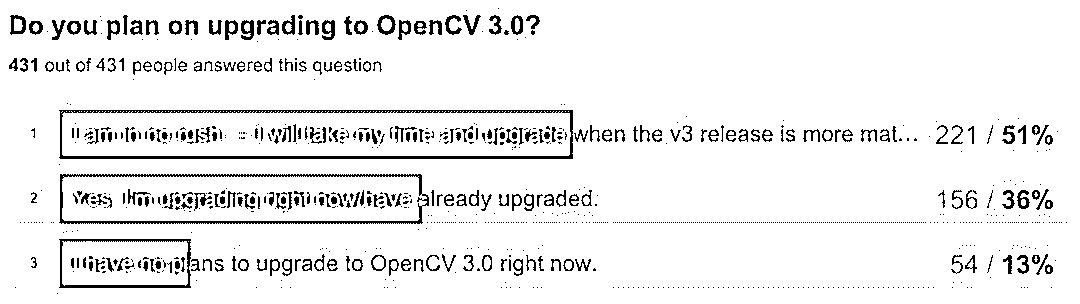 Do you plan on upgrading to OpenCV 3.0?
431 out of 431 people answered this question
1 I am in no rush - I will take my time and upgrade when the v3 release is more mat... 221 / 51%
2 Yes I'm upgrading right now/have already upgraded. 156 / 36%
3 I have no plans to upgrade to OpenCV 3.0 right now. 54 / 13%